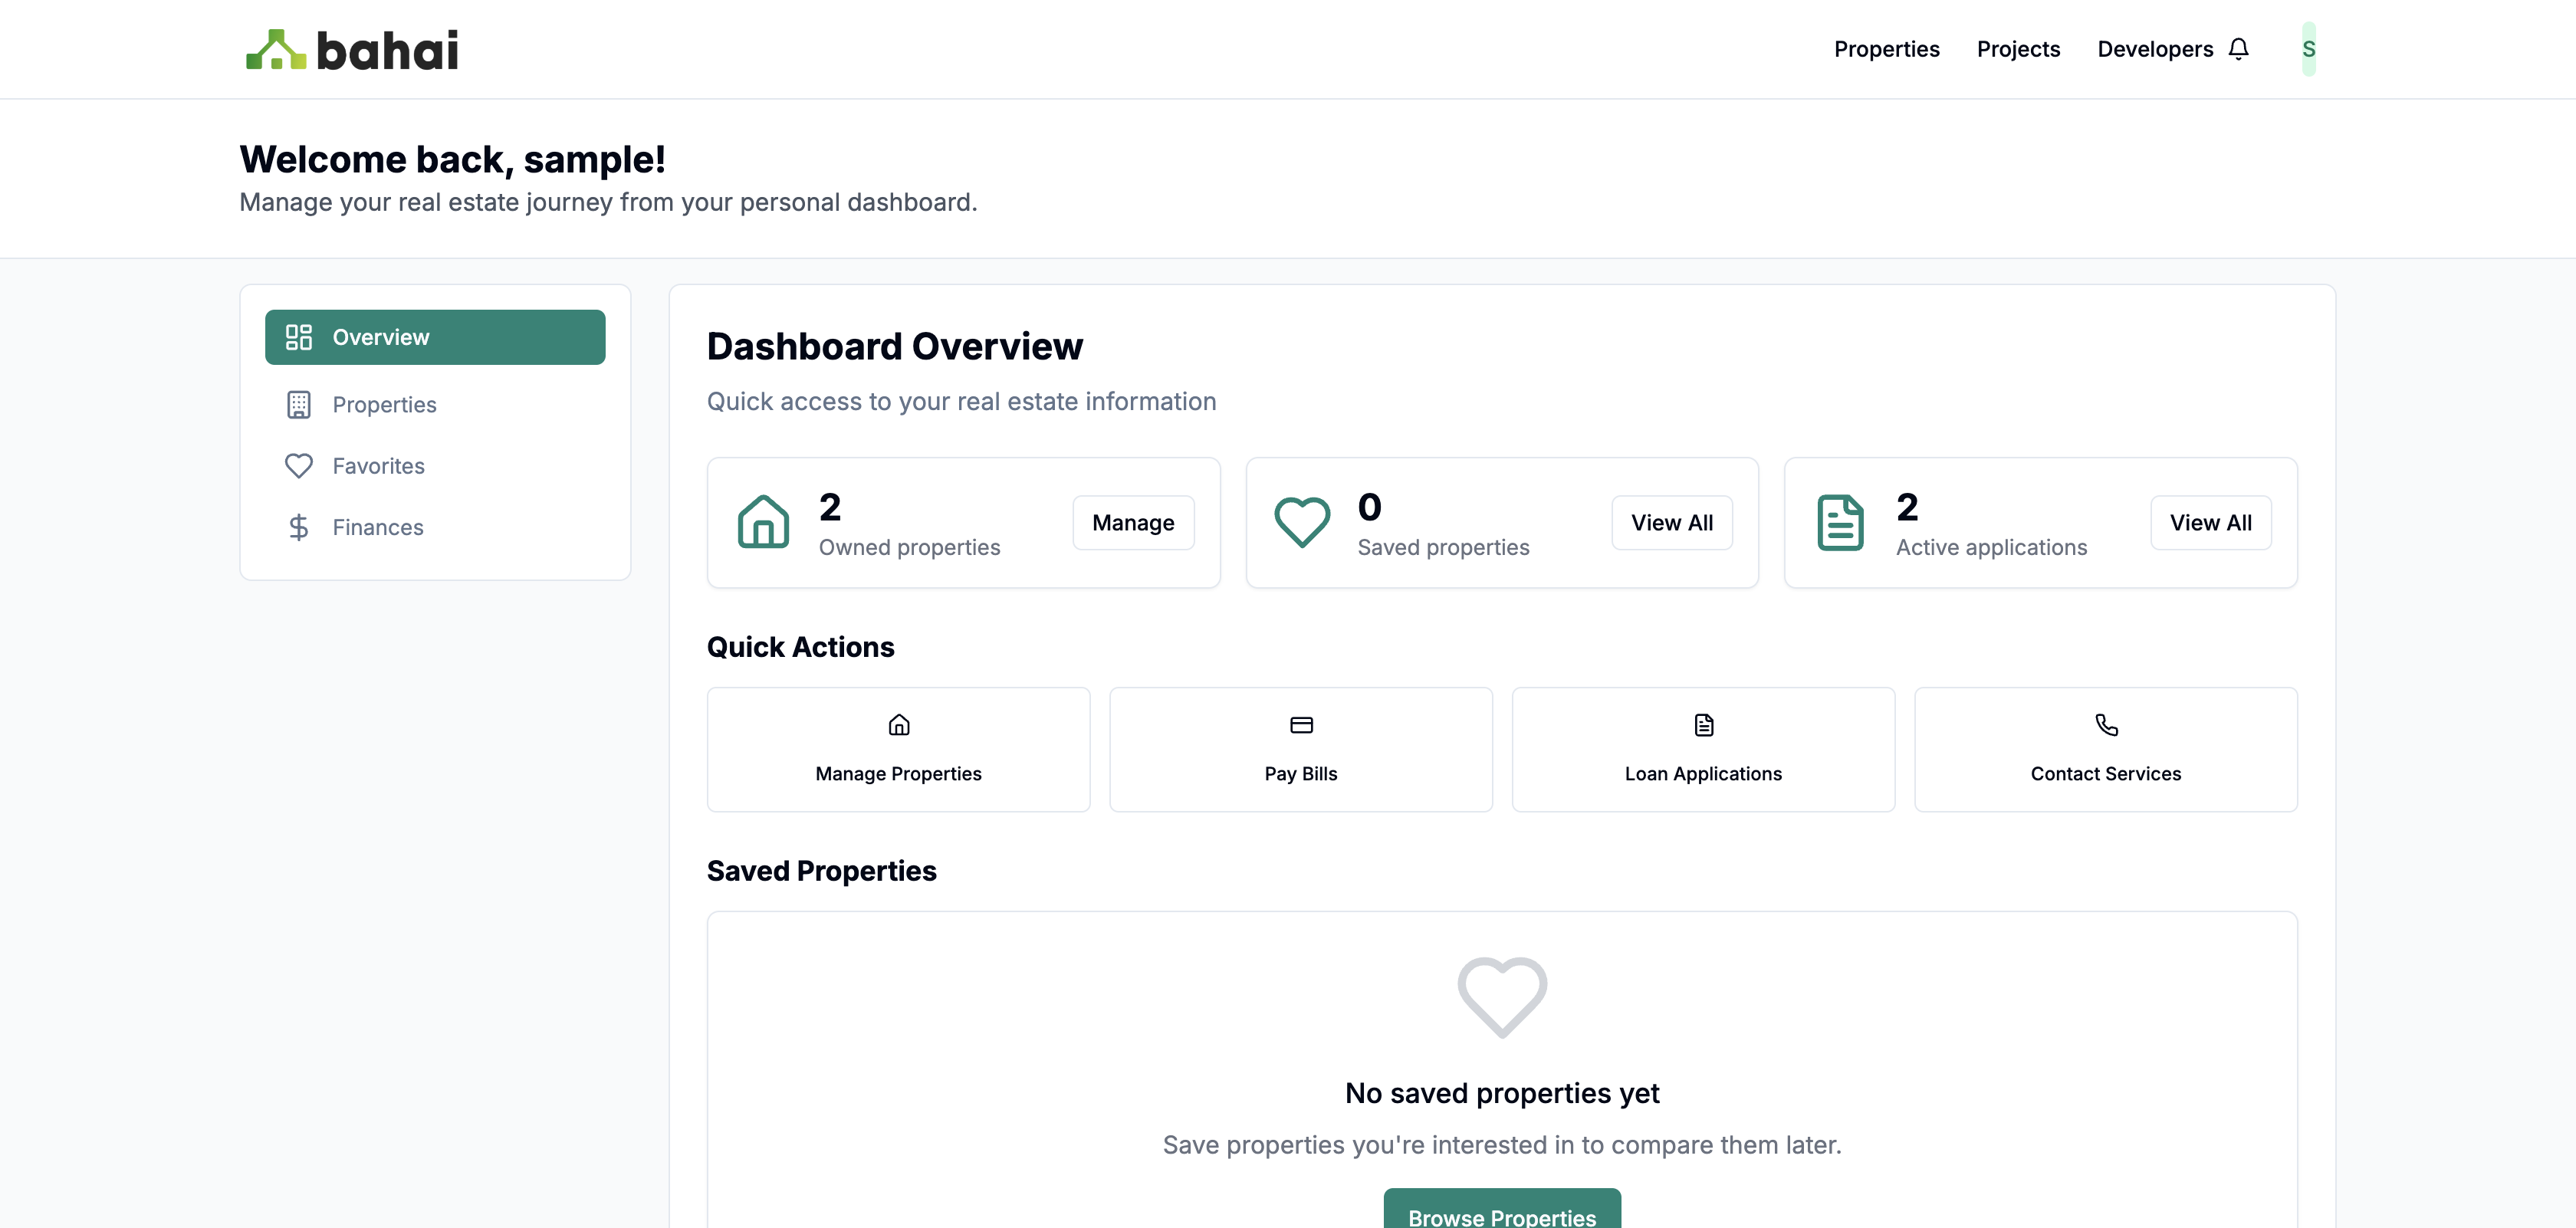 bahai
Properties
Projects
Developers
S
Welcome back, sample!
Manage your real estate journey from your personal dashboard.
Overview
Properties
Favorites
Finances
Dashboard Overview
Quick access to your real estate information
2
Owned properties
Manage
0
Saved properties
View All
2
Active applications
View All
Quick Actions
Manage Properties
Pay Bills
Loan Applications
Contact Services
Saved Properties
No saved properties yet
Save properties you're interested in to compare them later.
Browse Properties